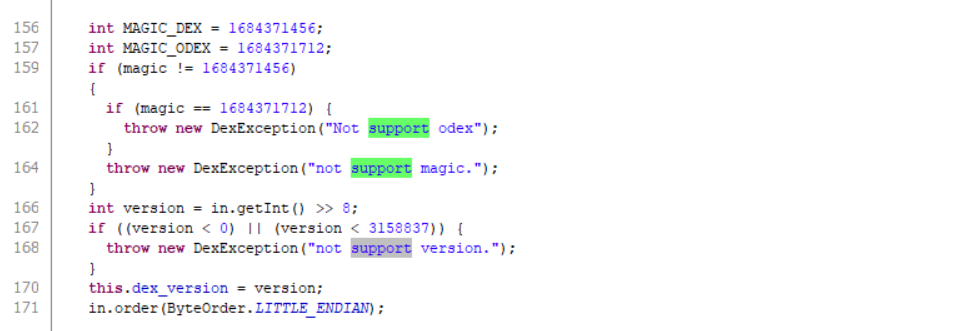 156 int MAGIC_DEX = 1684371456;
157 int MAGIC_ODEX = 1684371712;
159 if (magic != 1684371456)
{
161 if (magic == 1684371712) {
162 throw new DexException("Not support odex");
}
164 throw new DexException("not support magic.");
}
166 int version = in.getInt() >> 8;
167 if ((version < 0) || (version < 3158837)) {
168 throw new DexException("not support version.");
}
170 this.dex_version = version;
171 in.order(ByteOrder.LITTLE_ENDIAN);